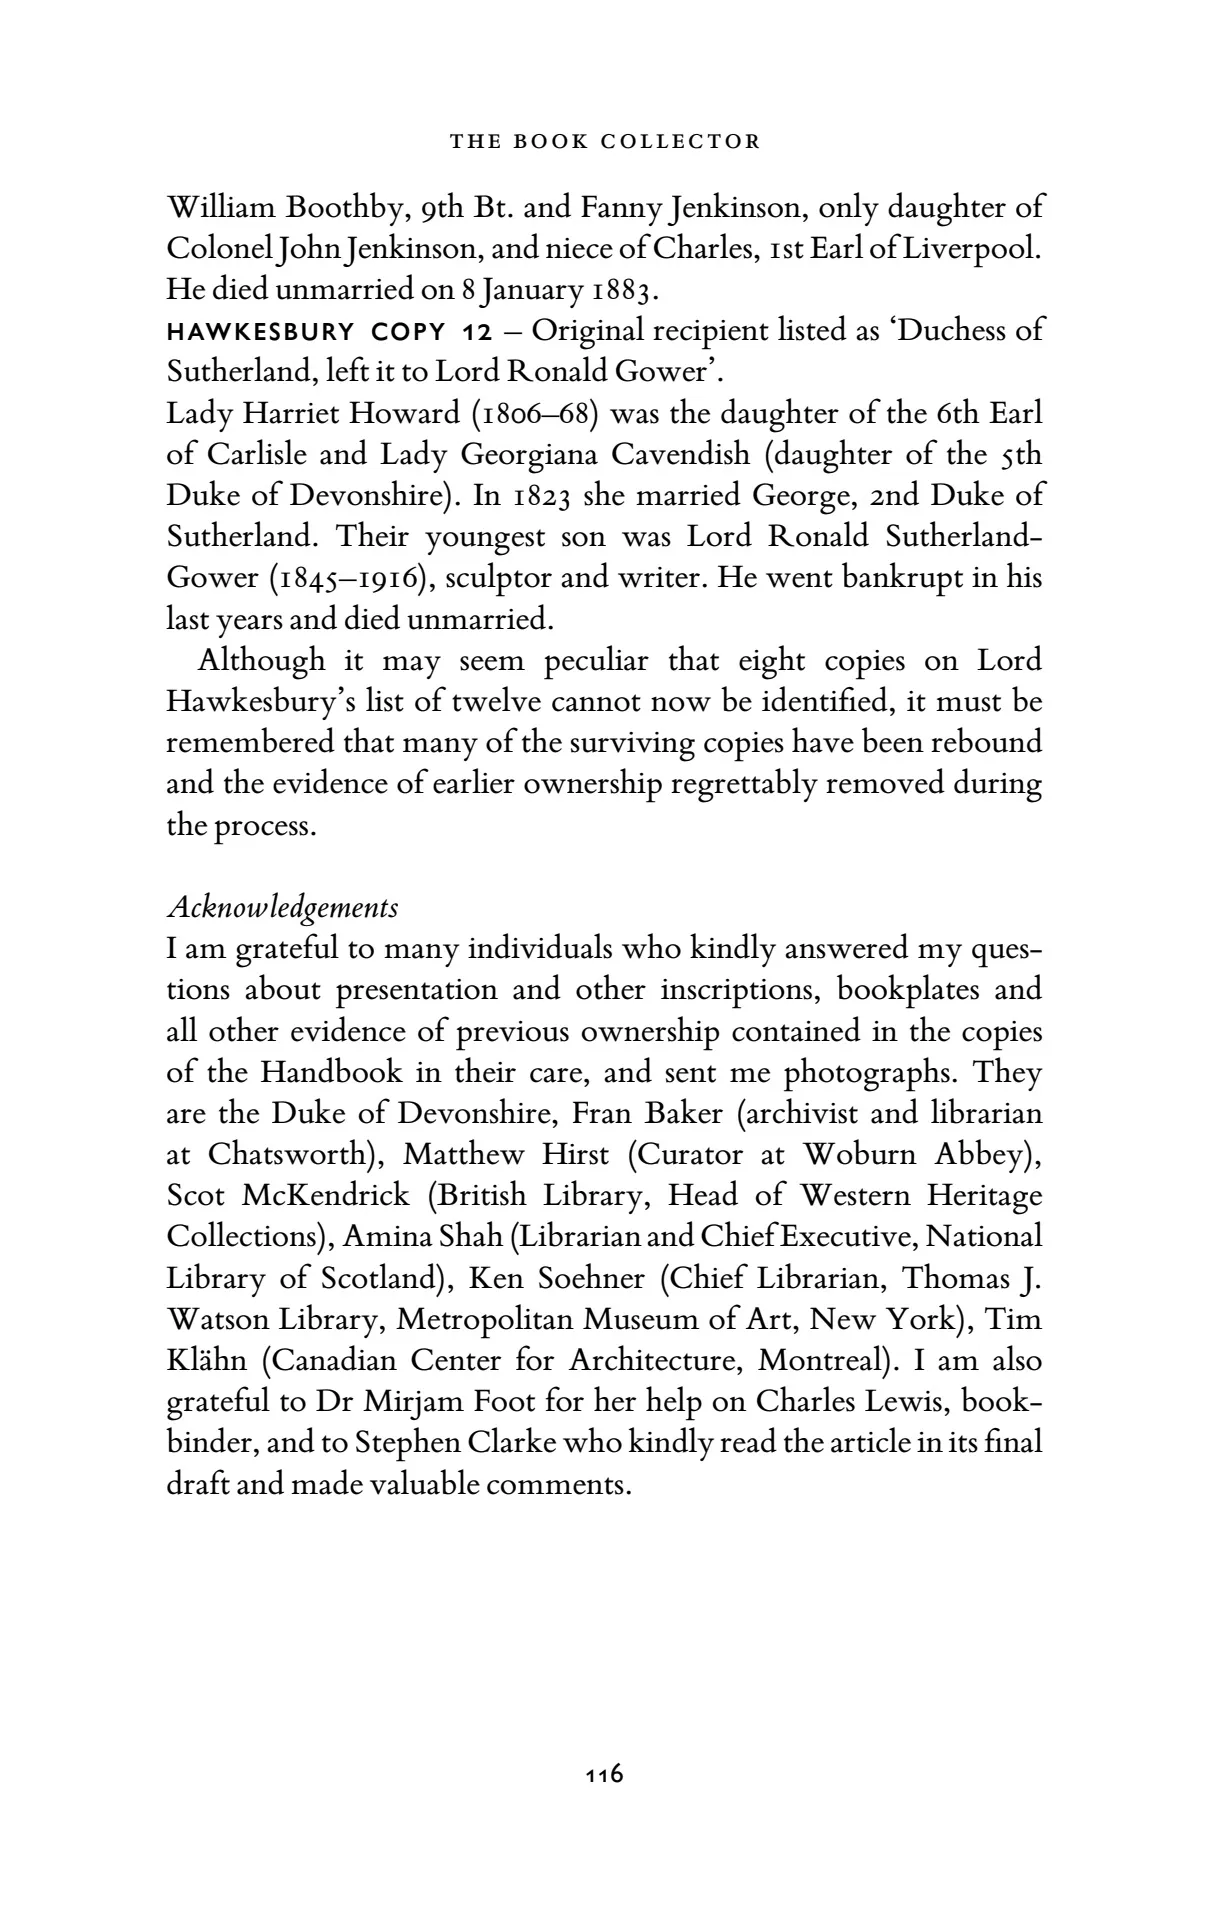 THE BOOK COLLECTOR
William Boothby, 9th Bt. and Fanny Jenkinson, only daughter of
Colonel John Jenkinson, and niece of Charles, 1st Earl of Liverpool.
He died unmarried on 8 January 1883.
HAWKESBURY COPY 12 – Original recipient listed as ‘Duchess of
Sutherland, left it to Lord Ronald Gower’.
Lady Harriet Howard (1806–68) was the daughter of the 6th Earl
of Carlisle and Lady Georgiana Cavendish (daughter of the 5th
Duke of Devonshire). In 1823 she married George, 2nd Duke of
Sutherland. Their youngest son was Lord Ronald Sutherland-
Gower (1845–1916), sculptor and writer. He went bankrupt in his
last years and died unmarried.
Although it may seem peculiar that eight copies on Lord
Hawkesbury’s list of twelve cannot now be identified, it must be
remembered that many of the surviving copies have been rebound
and the evidence of earlier ownership regrettably removed during
the process.
Acknowledgements
I am grateful to many individuals who kindly answered my ques-
tions about presentation and other inscriptions, bookplates and
all other evidence of previous ownership contained in the copies
of the Handbook in their care, and sent me photographs. They
are the Duke of Devonshire, Fran Baker (archivist and librarian
at Chatsworth), Matthew Hirst (Curator at Woburn Abbey),
Scot McKendrick (British Library, Head of Western Heritage
Collections), Amina Shah (Librarian and Chief Executive, National
Library of Scotland), Ken Soehner (Chief Librarian, Thomas J.
Watson Library, Metropolitan Museum of Art, New York), Tim
Klähn (Canadian Center for Architecture, Montreal). I am also
grateful to Dr Mirjam Foot for her help on Charles Lewis, book-
binder, and to Stephen Clarke who kindly read the article in its final
draft and made valuable comments.
116